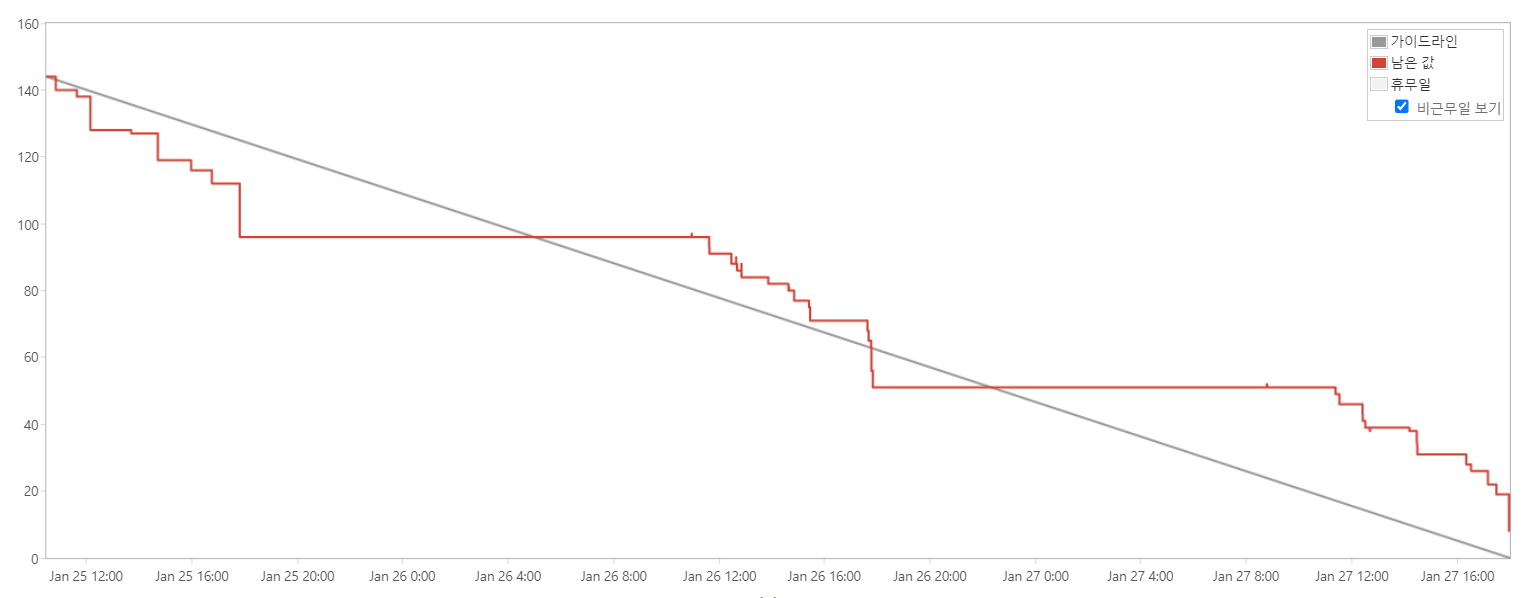 160
140
120
100
80
60
40
20
0
가이드라인
남은 값
휴무일
비근무일 보기
Jan 25 12:00
Jan 25 16:00
Jan 25 20:00
Jan 26 0:00
Jan 26 4:00
Jan 26 8:00
Jan 26 12:00
Jan 26 16:00
Jan 26 20:00
Jan 27 0:00
Jan 27 4:00
Jan 27 8:00
Jan 27 12:00
Jan 27 16:00